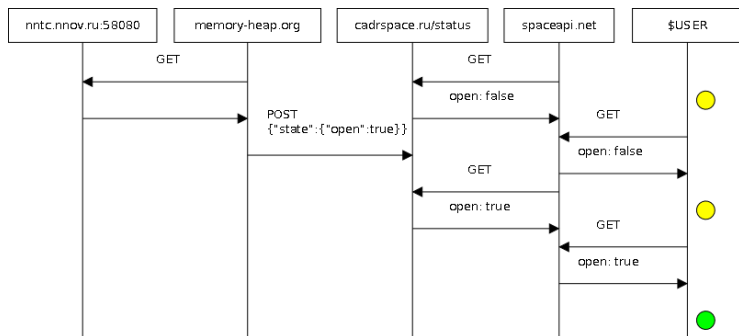 nntc.nnov.ru:58080
memory-heap.org
cadrspace.ru/status
spaceapi.net
$USER
GET
GET
open: false
POST
{"state":{"open":true}}
GET
open: false
GET
open: true
GET
open: true